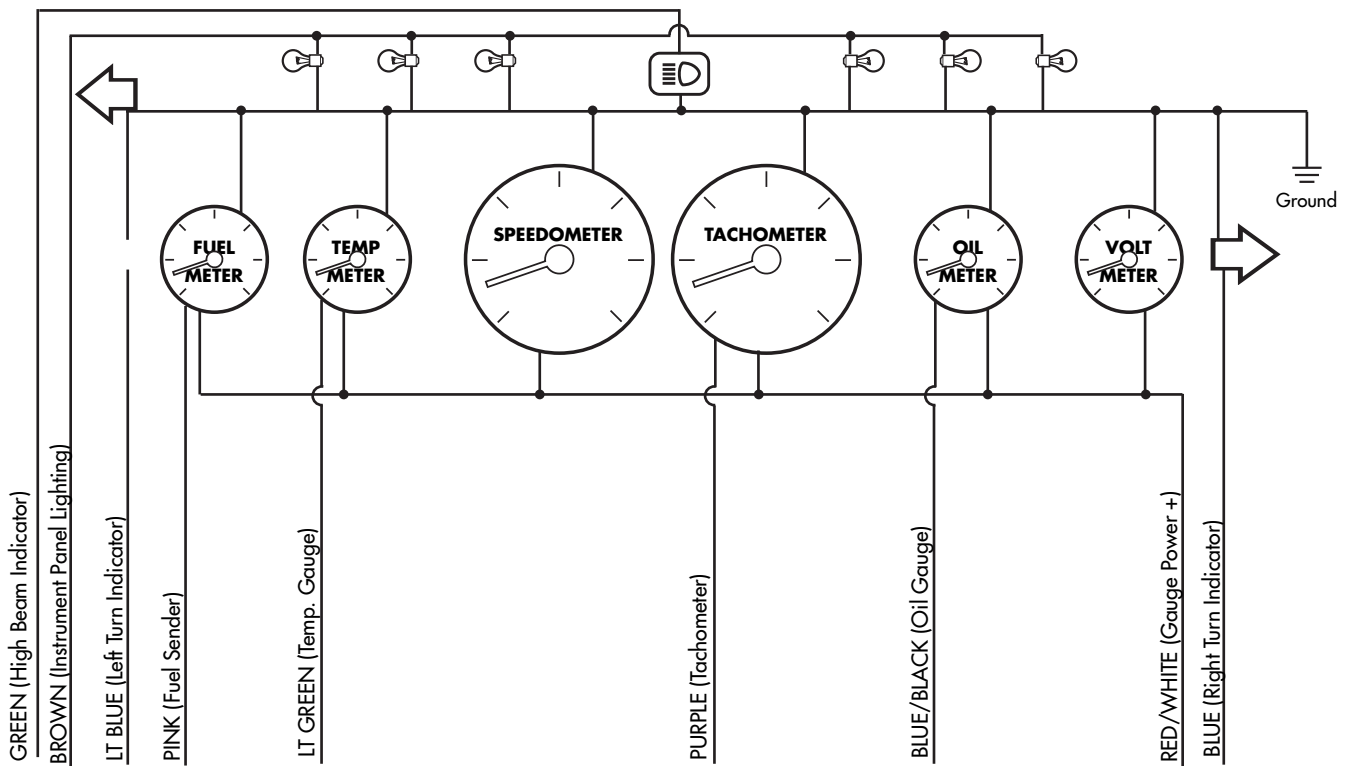 Ground
FUEL
METER
TEMP
METER
SPEEDOMETER
TACHOMETER
OIL
METER
VOLT
METER
GREEN (High Beam Indicator)
BROWN (Instrument Panel Lighting)
LT BLUE (Left Turn Indicator)
PINK (Fuel Sender)
LT GREEN (Temp. Gauge)
PURPLE (Tachometer)
BLUE/BLACK (Oil Gauge)
RED/WHITE (Gauge Power +)
BLUE (Right Turn Indicator)